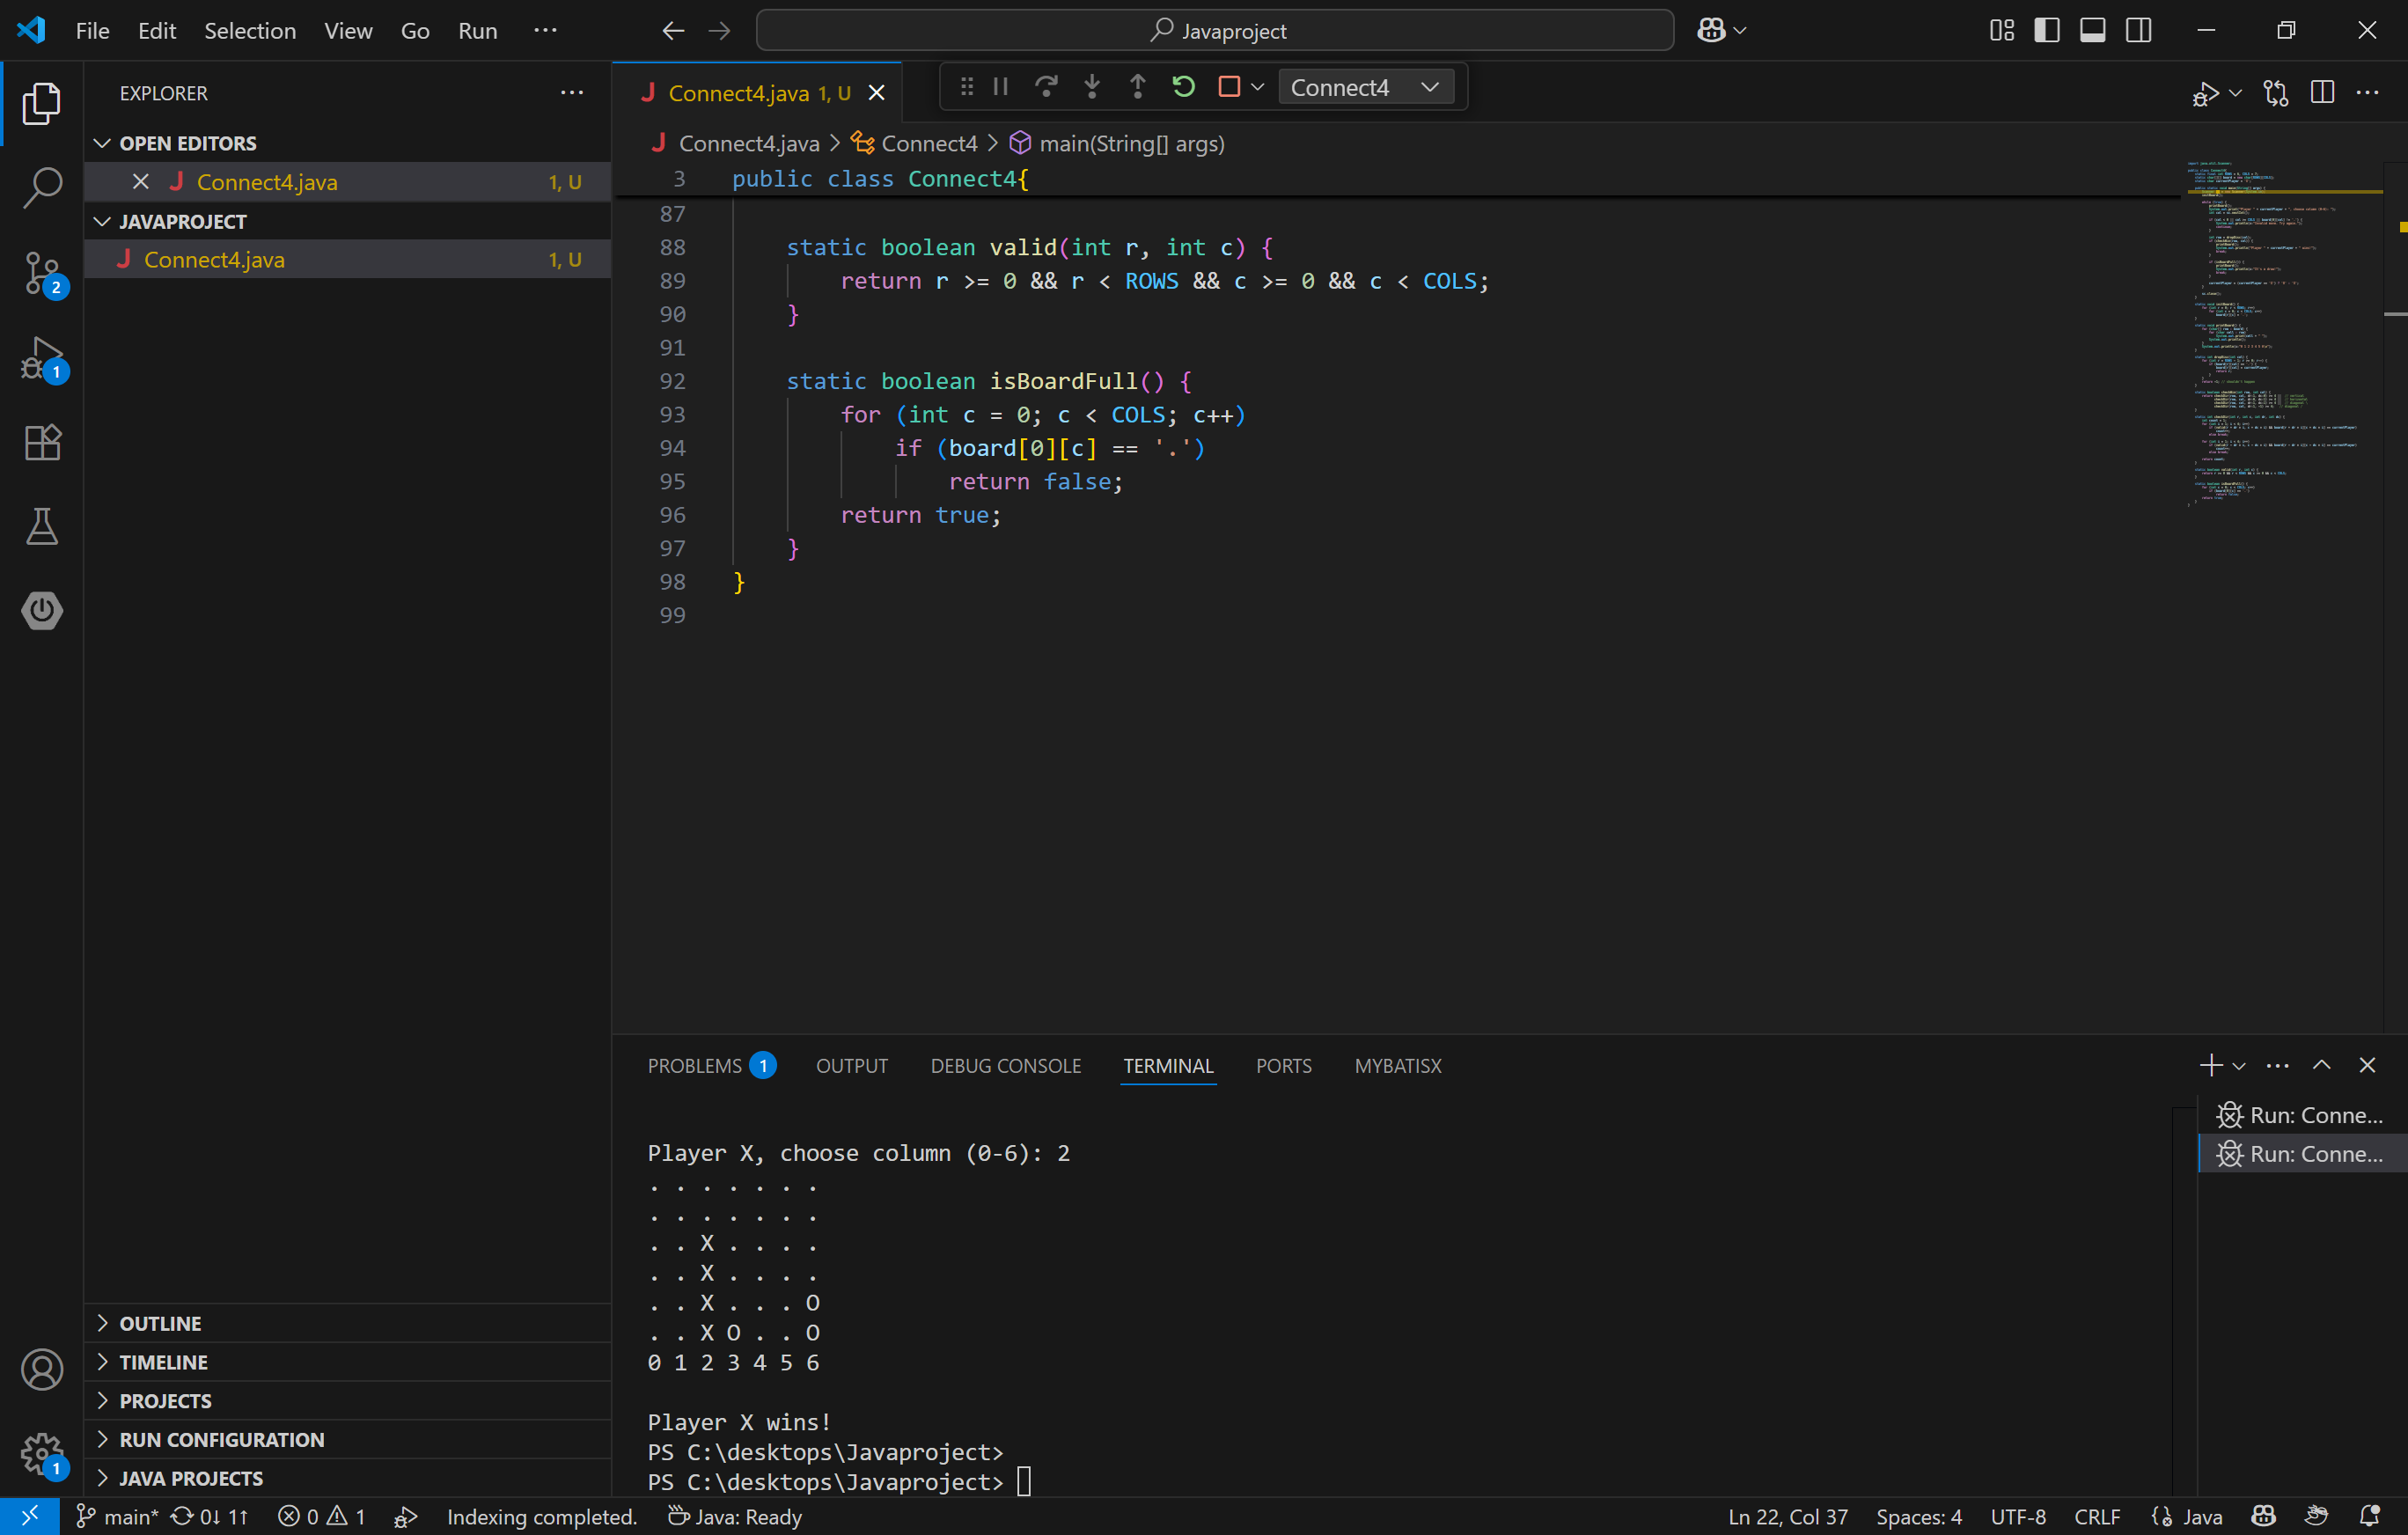 File Edit Selection View Go Run ···
Javaproject
EXPLORER
OPEN EDITORS
Connect4.java 1, U
JAVAPROJECT
Connect4.java 1, U
2
1
OUTLINE
TIMELINE
PROJECTS
RUN CONFIGURATION
JAVA PROJECTS
1
Connect4.java 1, U
Connect4
Connect4.java > Connect4 > main(String[] args)
3 public class Connect4{
87
88 static boolean valid(int r, int c) {
89 return r >= 0 && r < ROWS && c >= 0 && c < COLS;
90 }
91
92 static boolean isBoardFull() {
93 for (int c = 0; c < COLS; c++)
94 if (board[0][c] == '.')
95 return false;
96 return true;
97 }
98 }
99
PROBLEMS 1 OUTPUT DEBUG CONSOLE TERMINAL PORTS MYBATISX
Player X, choose column (0-6): 2
. . . . . . .
. . . . . . .
. . X . . . .
. . X . . . .
. . X . . . O
. . X O . . O
0 1 2 3 4 5 6
Player X wins!
PS C:\desktops\Javaproject>
PS C:\desktops\Javaproject>
Run: Conne...
Run: Conne...
main* 0↓ 1↑ 0 1 Indexing completed. Java: Ready
Ln 22, Col 37 Spaces: 4 UTF-8 CRLF Java